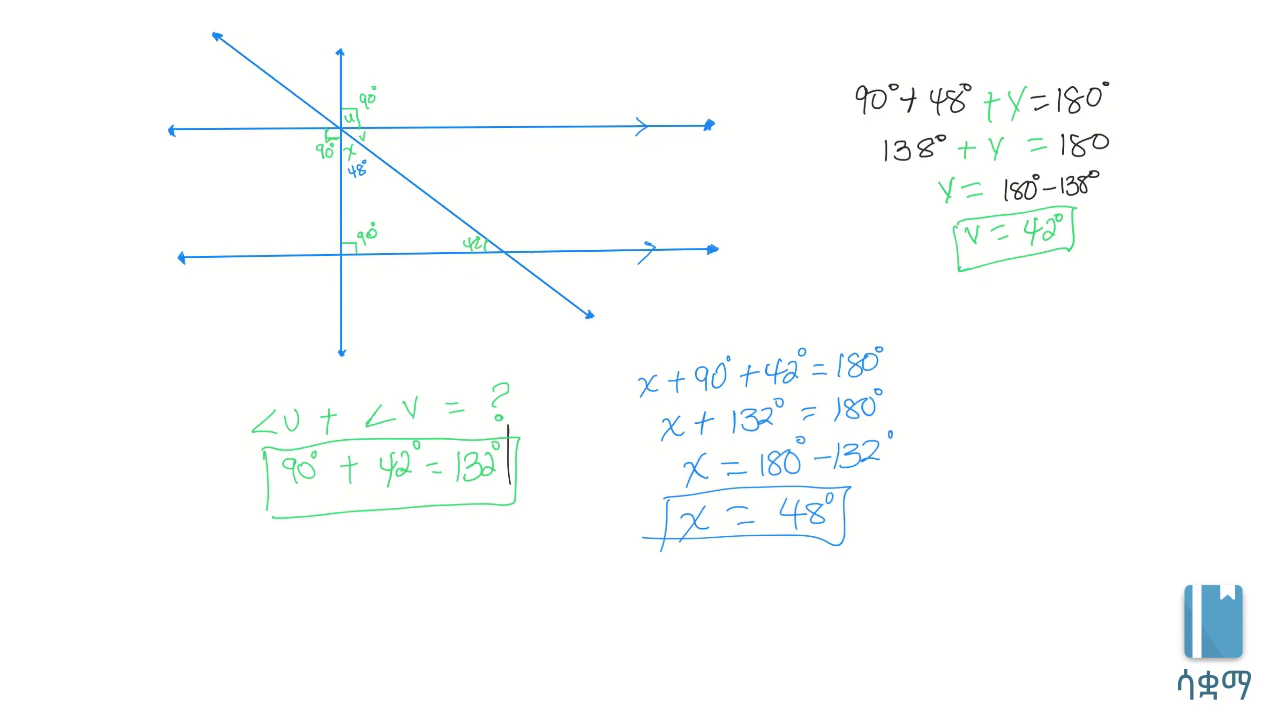 90°
u
v
90°
x
48°
90°
42°
90° + 48° + y = 180°
138° + y = 180
y = 180° - 138°
v = 42°
∠U + ∠V = ?
90° + 42° = 132°
x + 90° + 42° = 180°
x + 132° = 180°
x = 180° - 132°
x = 48°
ሳቋማ